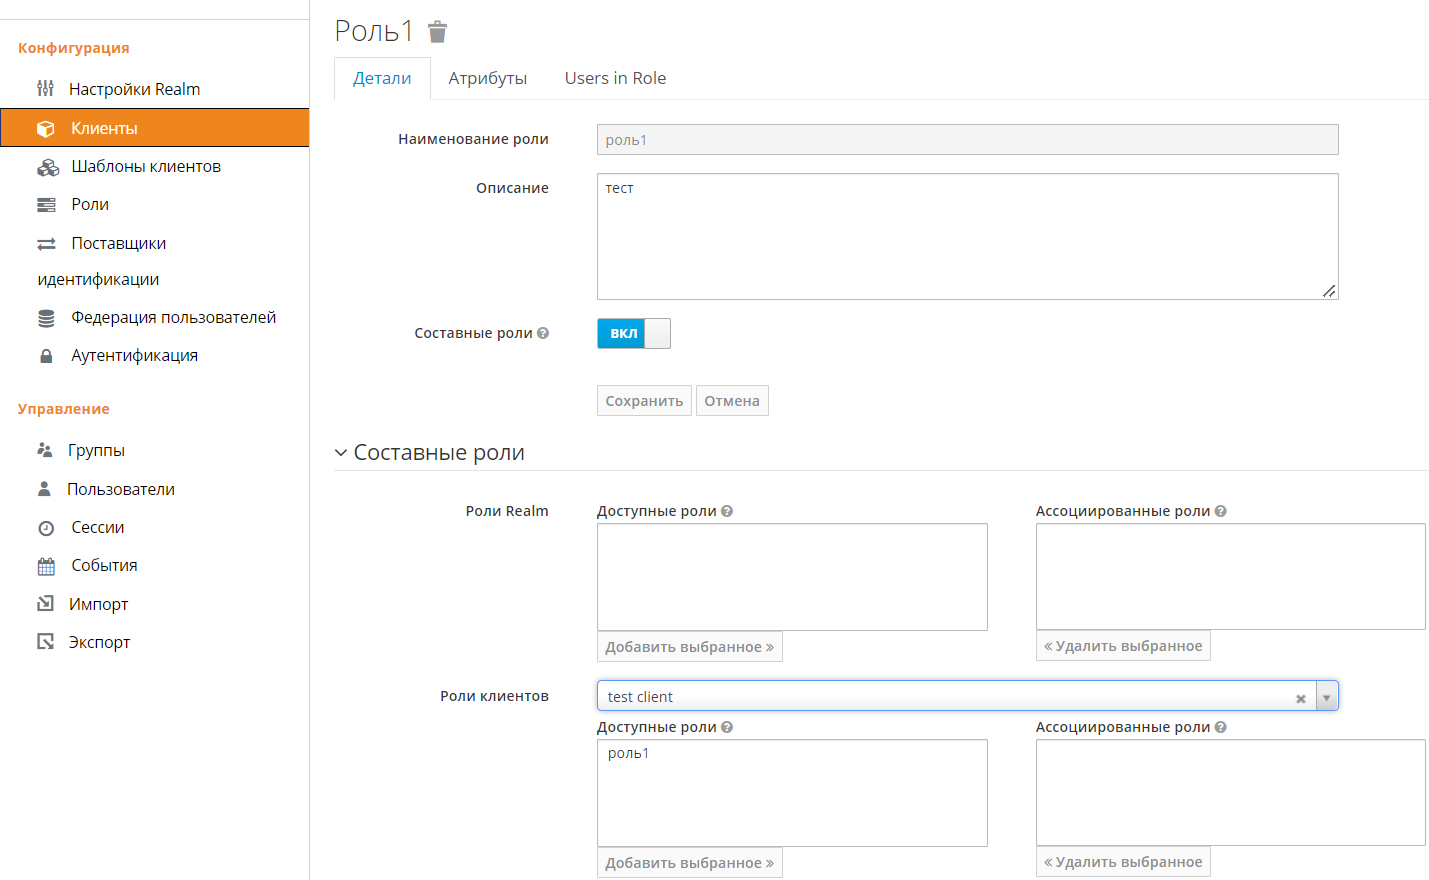 Конфигурация
Настройки Realm
Клиенты
Шаблоны клиентов
Роли
Поставщики
идентификации
Федерация пользователей
Аутентификация
Управление
Группы
Пользователи
Сессии
События
Импорт
Экспорт
Роль1
Детали Атрибуты Users in Role
Наименование роли роль1
Описание тест
Составные роли ВКЛ
Сохранить Отмена
Составные роли
Роли Realm Доступные роли Ассоциированные роли
Добавить выбранное » « Удалить выбранное
Роли клиентов test client
Доступные роли Ассоциированные роли
роль1
Добавить выбранное » « Удалить выбранное